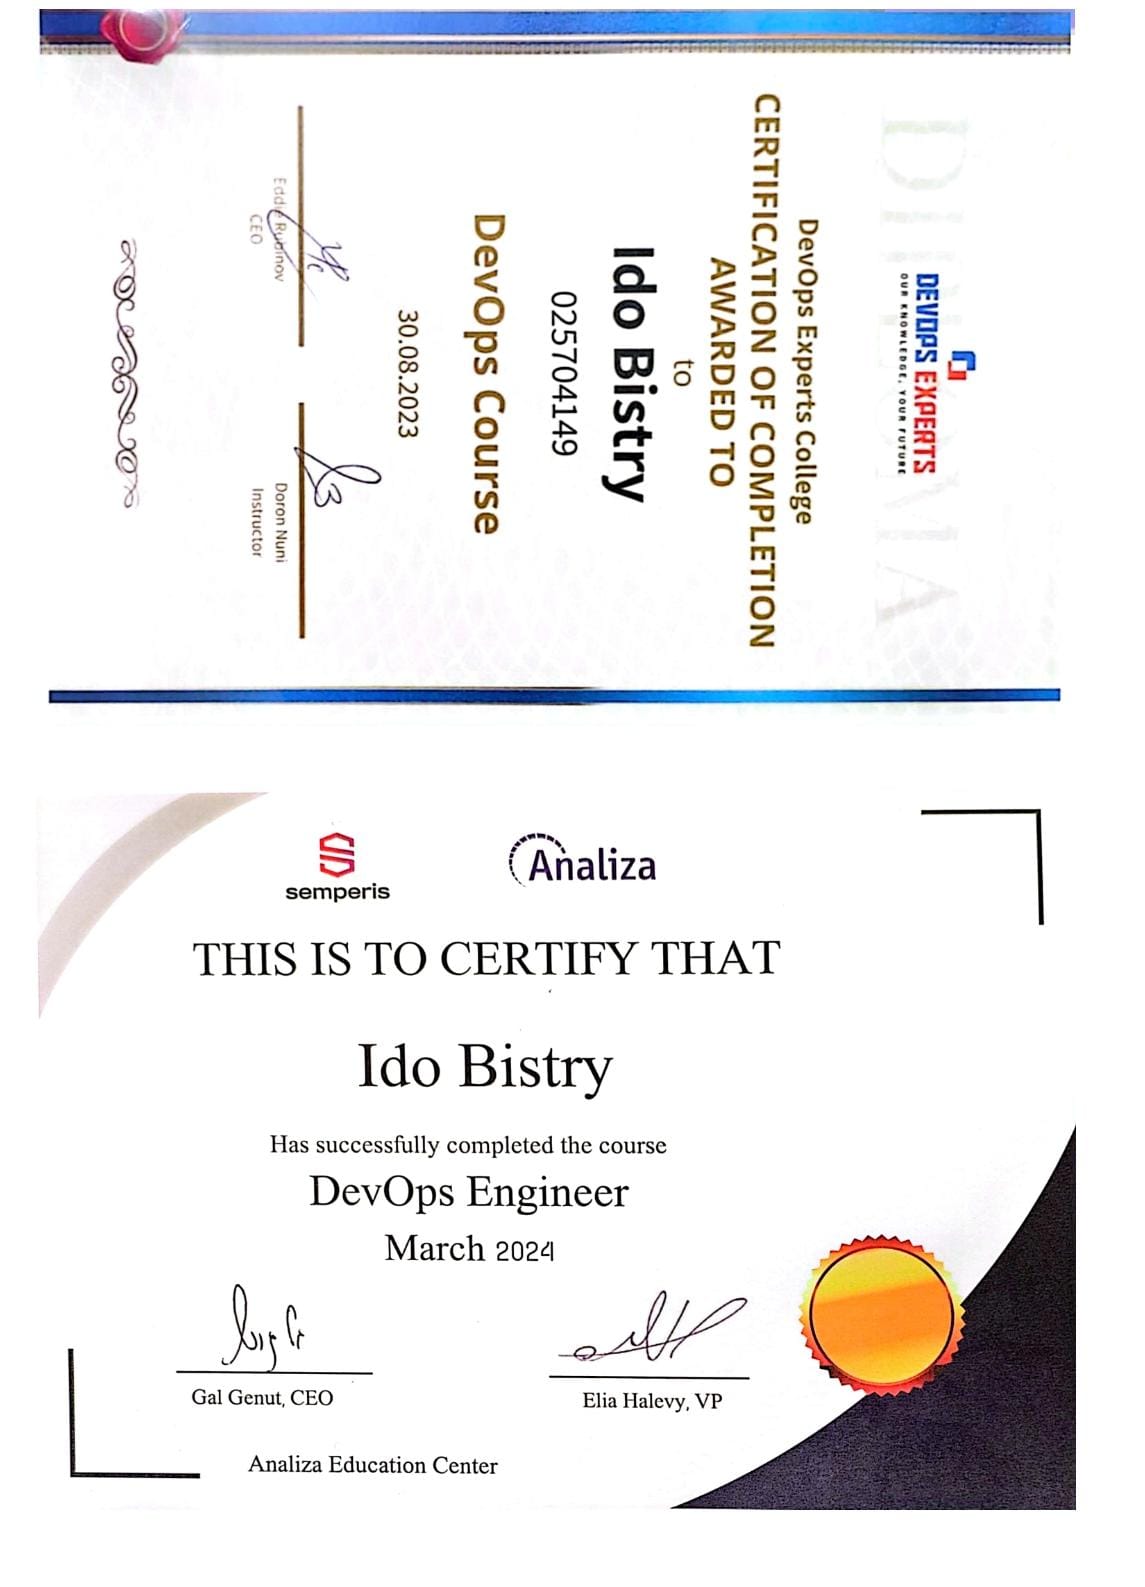 DIPLOMA
DEVOPS EXPERTS
OUR KNOWLEDGE, YOUR FUTURE
DevOps Experts College
CERTIFICATION OF COMPLETION
AWARDED TO
to
Ido Bistry
025704149
DevOps Course
30.08.2023
Eddie Rubinov
CEO
Doron Nuni
Instructor
semperis
Analiza
THIS IS TO CERTIFY THAT
Ido Bistry
Has successfully completed the course
DevOps Engineer
March 2024
Gal Genut, CEO
Elia Halevy, VP
Analiza Education Center